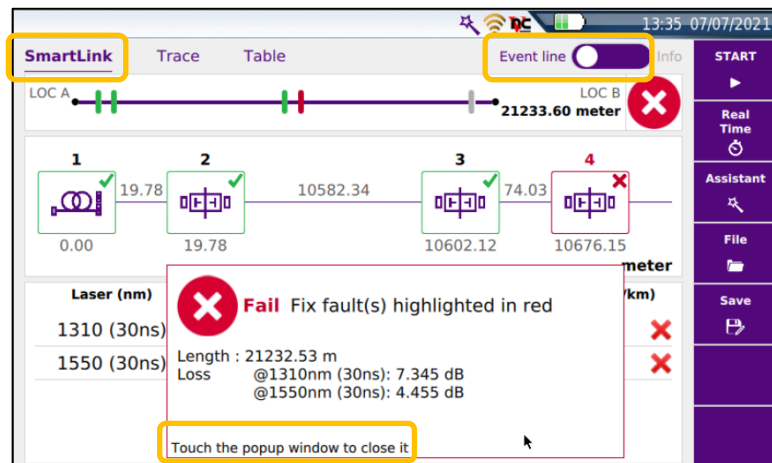 13:35 07/07/2021
SmartLink Trace Table Event line Info
LOC A LOC B
21233.60 meter
1 2 3 4
19.78 10582.34 74.03
0.00 19.78 10602.12 10676.15
meter
Laser (nm) /km)
1310 (30ns)
1550 (30ns)
Fail Fix fault(s) highlighted in red
Length : 21232.53 m
Loss @1310nm (30ns): 7.345 dB
@1550nm (30ns): 4.455 dB
Touch the popup window to close it
START
Real
Time
Assistant
File
Save